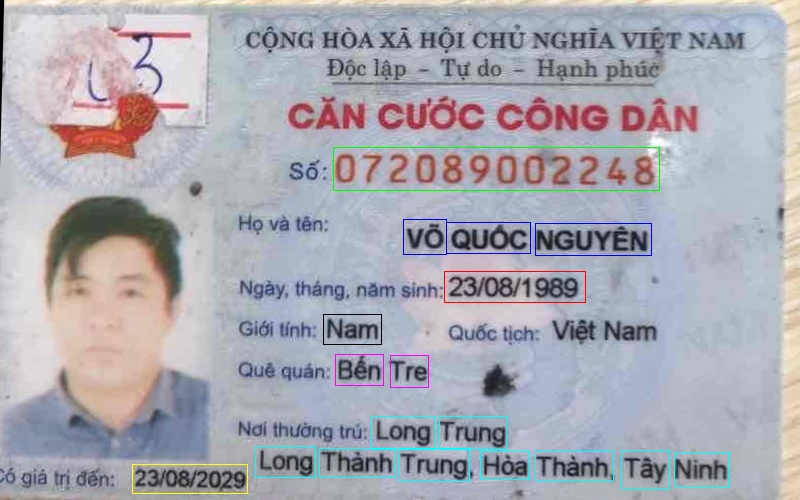 CỘNG HÒA XÃ HỘI CHỦ NGHĨA VIỆT NAM
Độc lập – Tự do – Hạnh phúc
CĂN CƯỚC CÔNG DÂN
Số: 072089002248
Họ và tên: VÕ QUỐC NGUYÊN
Ngày, tháng, năm sinh: 23/08/1989
Giới tính: Nam Quốc tịch: Việt Nam
Quê quán: Bến Tre
Nơi thường trú: Long Trung
Long Thành Trung, Hòa Thành, Tây Ninh
Có giá trị đến: 23/08/2029